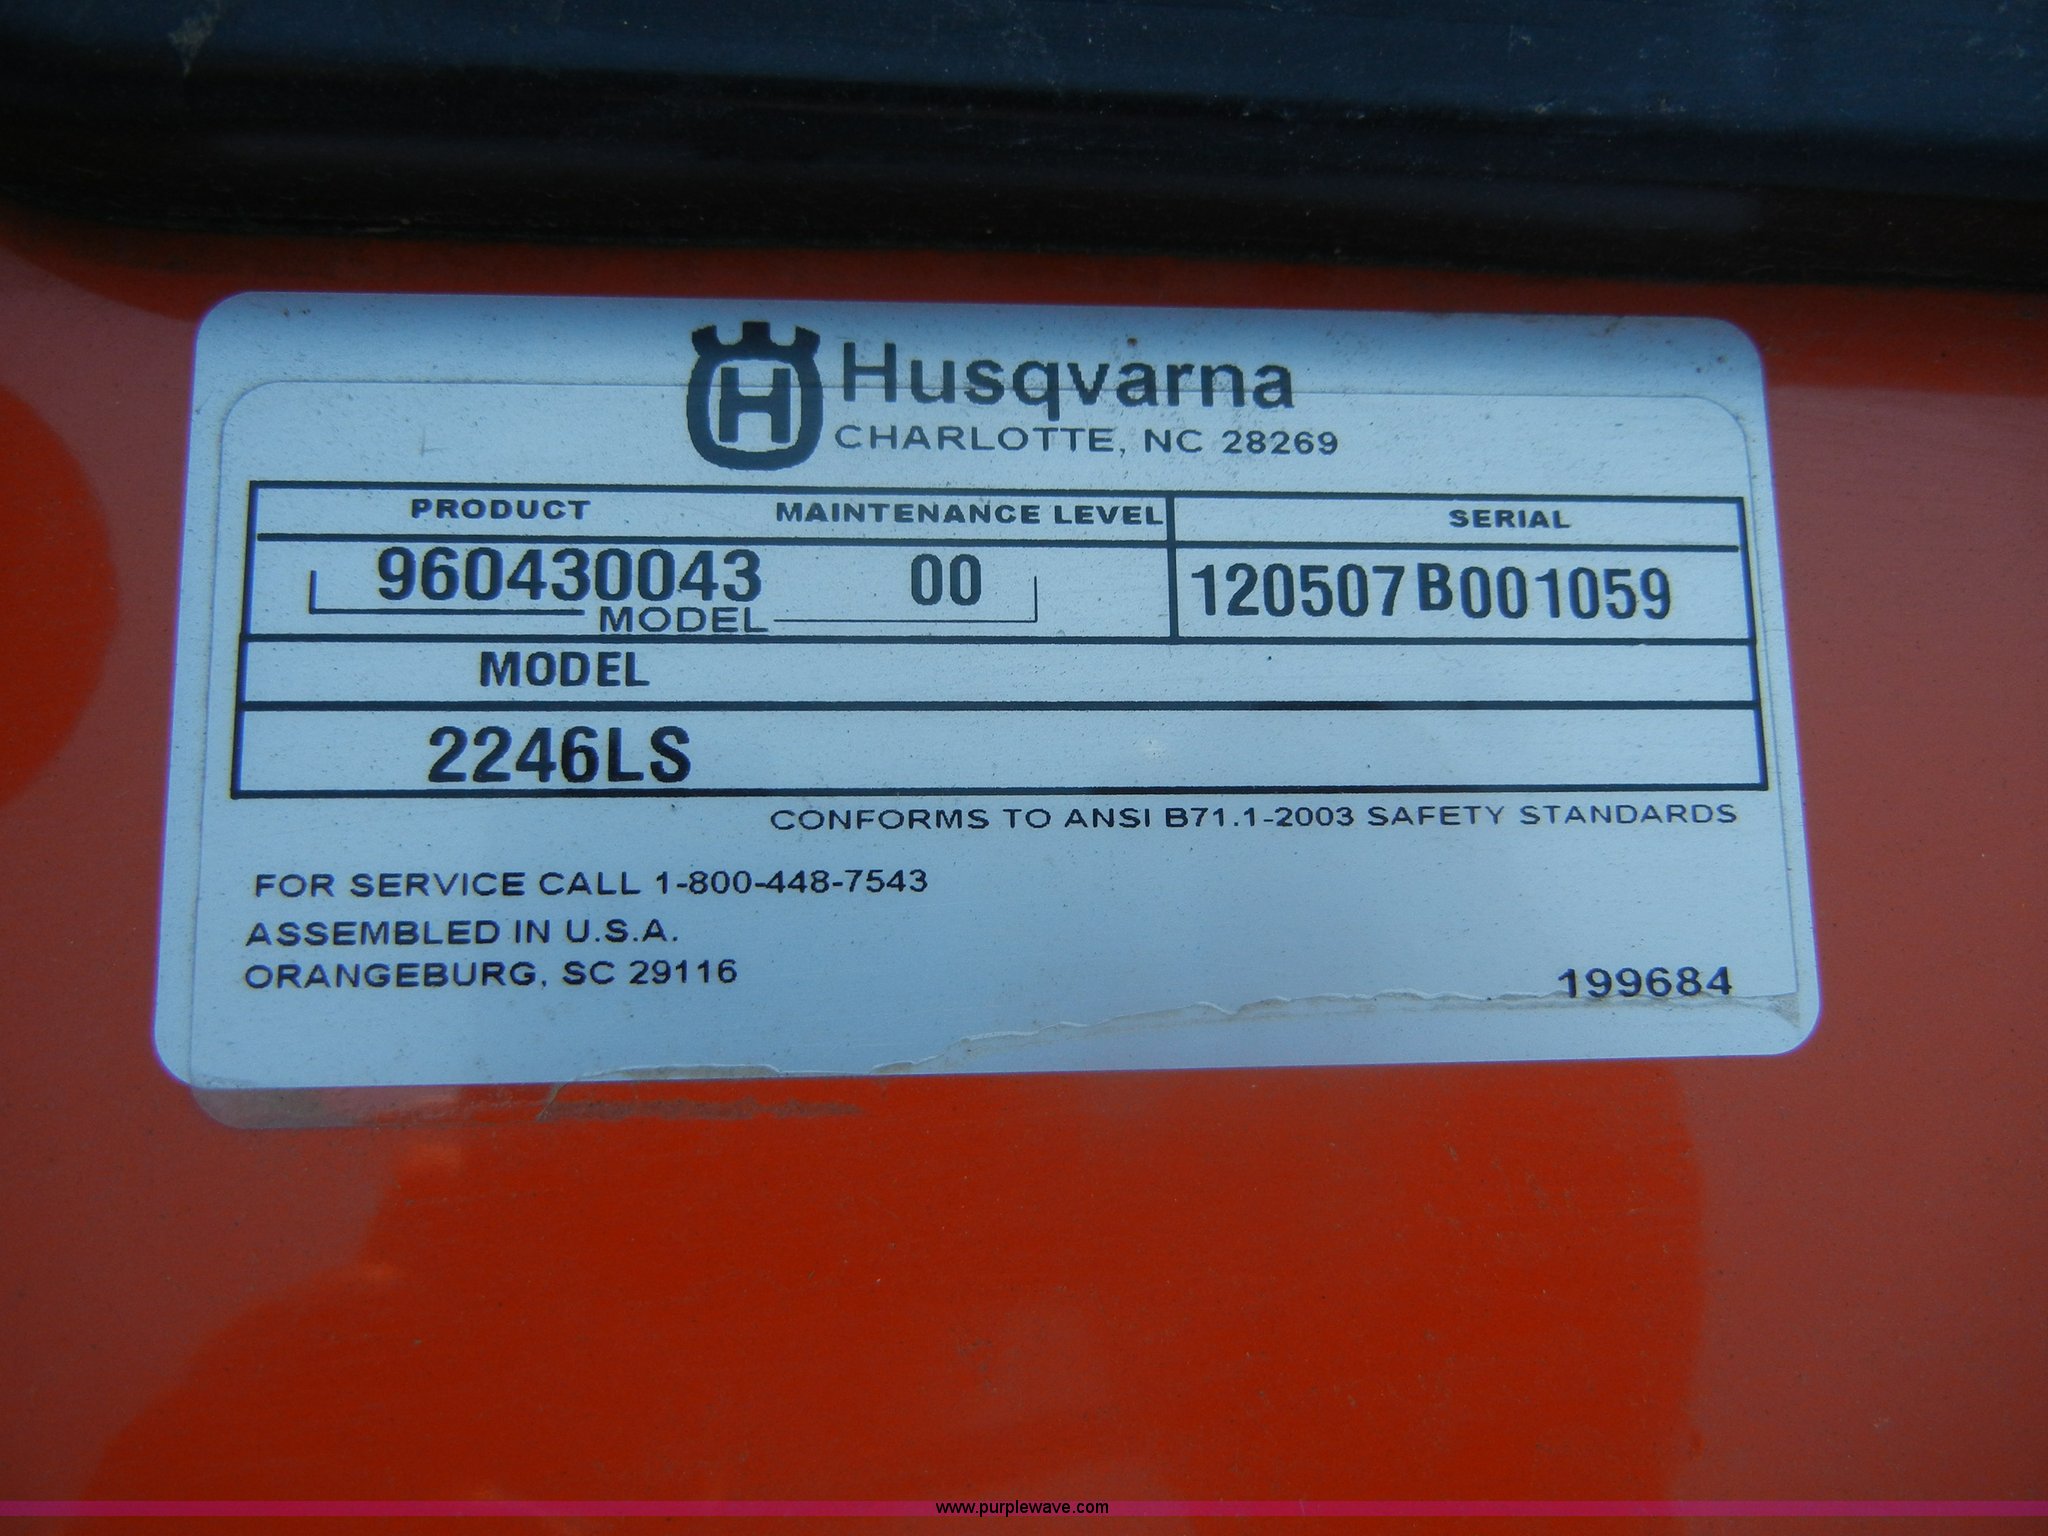 H Husqvarna
CHARLOTTE, NC 28269
PRODUCT MAINTENANCE LEVEL SERIAL
960430043 00 120507B001059
MODEL
MODEL
2246LS
CONFORMS TO ANSI B71.1-2003 SAFETY STANDARDS
FOR SERVICE CALL 1-800-448-7543
ASSEMBLED IN U.S.A.
ORANGEBURG, SC 29116
199684
www.purplewave.com